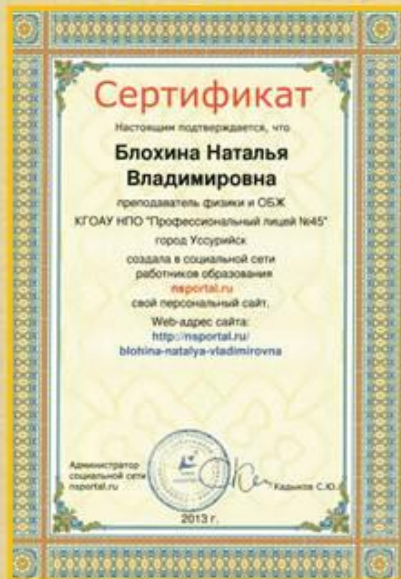 Сертификат
Настоящим подтверждается, что
Блохина Наталья
Владимировна
преподаватель физики и ОБЖ
КГОАУ НПО "Профессиональный лицей №45"
город Уссурийск
создала в социальной сети
работников образования
nsportal.ru
свой персональный сайт.
Web-адрес сайта:
http://nsportal.ru/
blohina-natalya-vladimirovna
Администратор
социальной сети
nsportal.ru
Кадыков С.Ю.
2013 г.